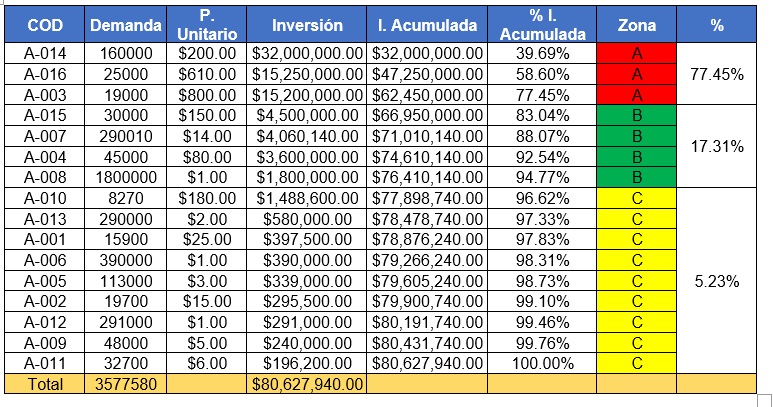 COD Demanda P. Unitario Inversión I. Acumulada % I. Acumulada Zona %
A-014 160000 $200.00 $32,000,000.00 $32,000,000.00 39.69% A
A-016 25000 $610.00 $15,250,000.00 $47,250,000.00 58.60% A 77.45%
A-003 19000 $800.00 $15,200,000.00 $62,450,000.00 77.45% A
A-015 30000 $150.00 $4,500,000.00 $66,950,000.00 83.04% B
A-007 290010 $14.00 $4,060,140.00 $71,010,140.00 88.07% B
A-004 45000 $80.00 $3,600,000.00 $74,610,140.00 92.54% B 17.31%
A-008 1800000 $1.00 $1,800,000.00 $76,410,140.00 94.77% B
A-010 8270 $180.00 $1,488,600.00 $77,898,740.00 96.62% C
A-013 290000 $2.00 $580,000.00 $78,478,740.00 97.33% C
A-001 15900 $25.00 $397,500.00 $78,876,240.00 97.83% C
A-006 390000 $1.00 $390,000.00 $79,266,240.00 98.31% C
A-005 113000 $3.00 $339,000.00 $79,605,240.00 98.73% C 5.23%
A-002 19700 $15.00 $295,500.00 $79,900,740.00 99.10% C
A-012 291000 $1.00 $291,000.00 $80,191,740.00 99.46% C
A-009 48000 $5.00 $240,000.00 $80,431,740.00 99.76% C
A-011 32700 $6.00 $196,200.00 $80,627,940.00 100.00% C
Total 3577580 $80,627,940.00